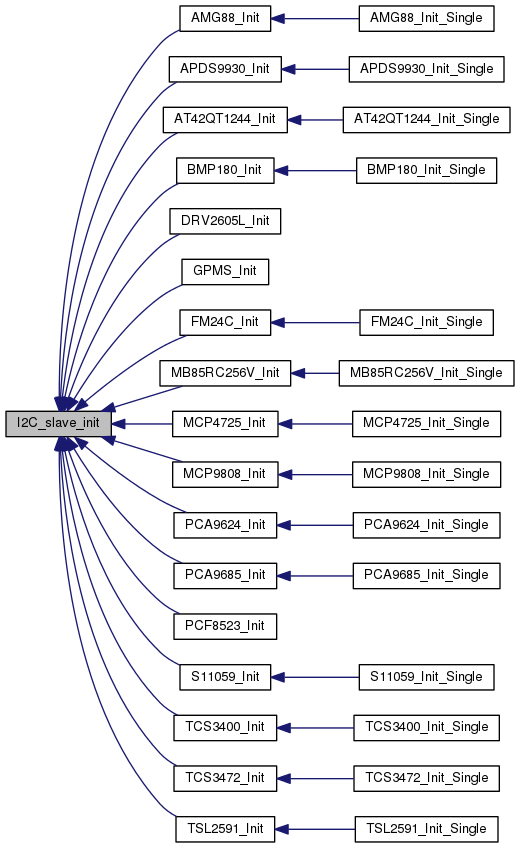 AMG88_Init
AMG88_Init_Single
APDS9930_Init
APDS9930_Init_Single
AT42QT1244_Init
AT42QT1244_Init_Single
BMP180_Init
BMP180_Init_Single
DRV2605L_Init
GPMS_Init
FM24C_Init
FM24C_Init_Single
MB85RC256V_Init
MB85RC256V_Init_Single
I2C_slave_init
MCP4725_Init
MCP4725_Init_Single
MCP9808_Init
MCP9808_Init_Single
PCA9624_Init
PCA9624_Init_Single
PCA9685_Init
PCA9685_Init_Single
PCF8523_Init
S11059_Init
S11059_Init_Single
TCS3400_Init
TCS3400_Init_Single
TCS3472_Init
TCS3472_Init_Single
TSL2591_Init
TSL2591_Init_Single